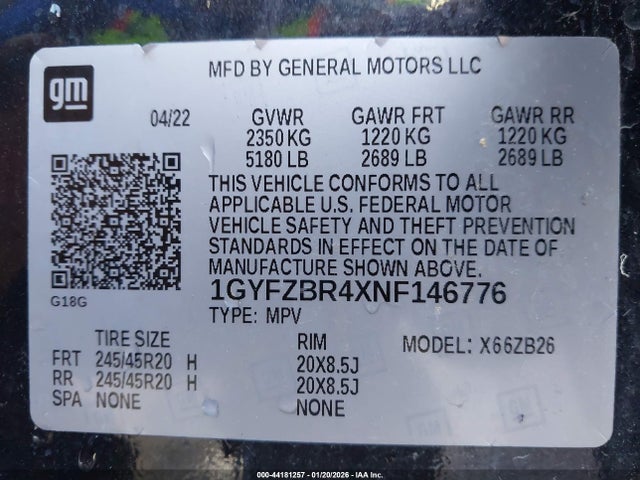 gm
MFD BY GENERAL MOTORS LLC
04/22 GVWR GAWR FRT GAWR RR
2350 KG 1220 KG 1220 KG
5180 LB 2689 LB 2689 LB
THIS VEHICLE CONFORMS TO ALL
APPLICABLE U.S. FEDERAL MOTOR
VEHICLE SAFETY AND THEFT PREVENTION
STANDARDS IN EFFECT ON THE DATE OF
MANUFACTURE SHOWN ABOVE.
G18G
1GYFZBR4XNF146776
TYPE: MPV
TIRE SIZE RIM MODEL: X66ZB26
FRT 245/45R20 H 20X8.5J
RR 245/45R20 H 20X8.5J
SPA NONE NONE
000-44181257 - 01/20/2026 - IAA Inc.